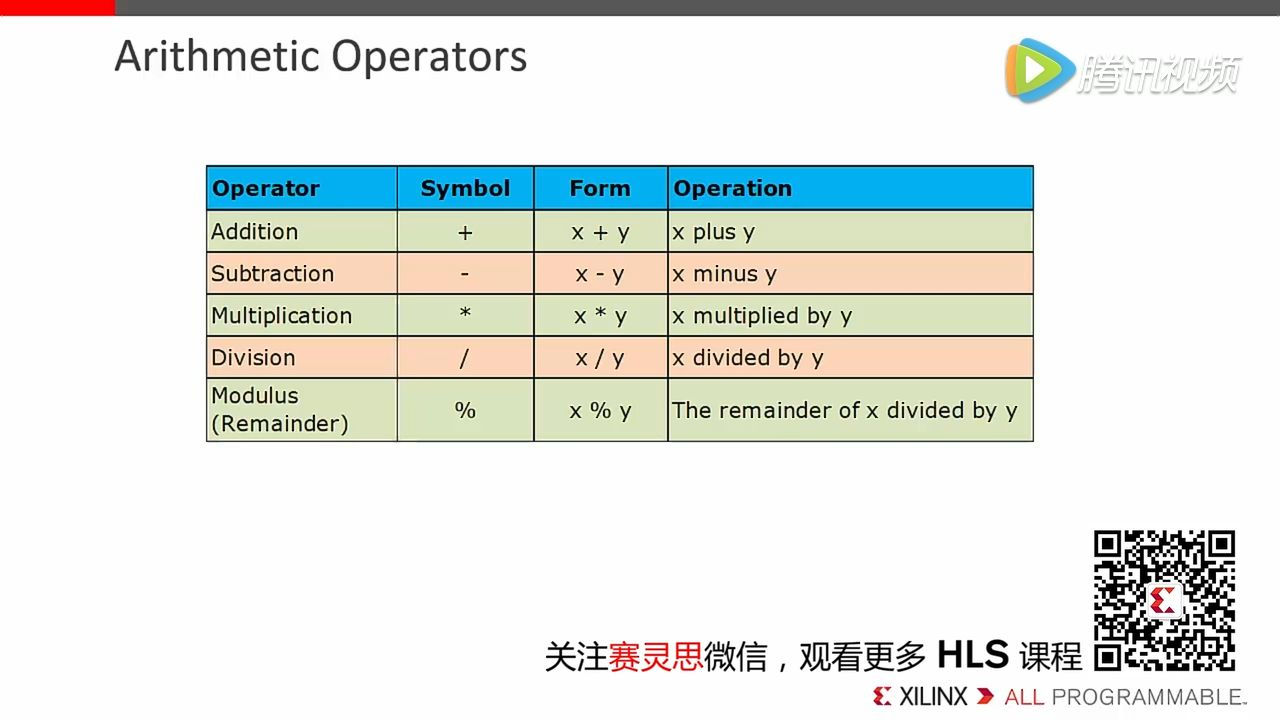 Arithmetic Operators
腾讯视频
Operator Symbol Form Operation
Addition + x + y x plus y
Subtraction - x - y x minus y
Multiplication * x * y x multiplied by y
Division / x / y x divided by y
Modulus
(Remainder) % x % y The remainder of x divided by y
关注赛灵思微信，观看更多 HLS 课程
XILINX ALL PROGRAMMABLE™